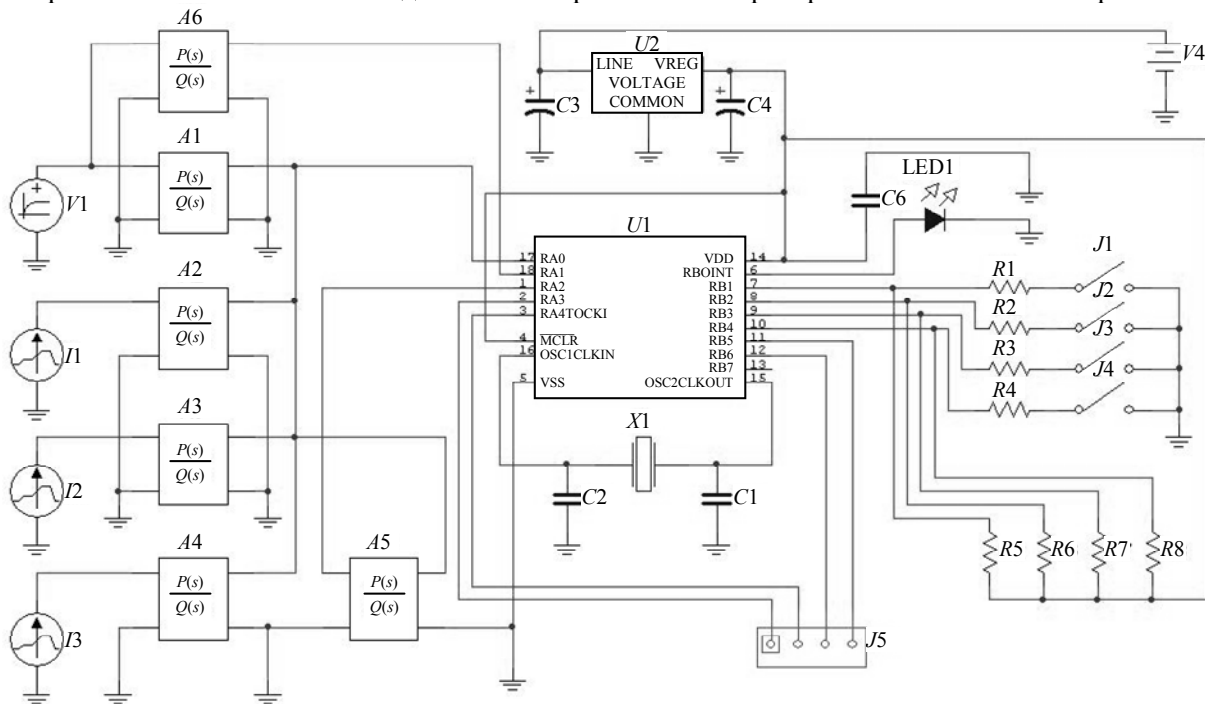 A6
P(s)
Q(s)
A1
P(s)
Q(s)
V1
A2
P(s)
Q(s)
I1
A3
P(s)
Q(s)
I2
A4
P(s)
Q(s)
I3
A5
P(s)
Q(s)
U2
LINE VREG
VOLTAGE
COMMON
C3
C4
V4
LED1
C6
U1
17 RA0
18 RA1
1 RA2
2 RA3
3 RA4TOCKI
4 MCLR
16 OSC1CLKIN
5 VSS
VDD 14
RBOINT 6
RB1 7
RB2 8
RB3 9
RB4 10
RB5 11
RB6 12
RB7 13
OSC2CLKOUT 15
X1
C2
C1
J1
R1
J2
R2
J3
R3
J4
R4
R5
R6
R7
R8
J5